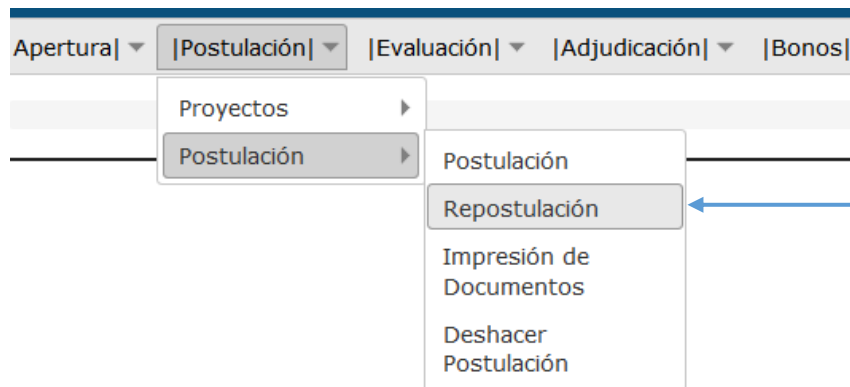 Apertura| |Postulación| |Evaluación| |Adjudicación| |Bonos|
Proyectos
Postulación
Postulación
Repostulación
Impresión de
Documentos
Deshacer
Postulación